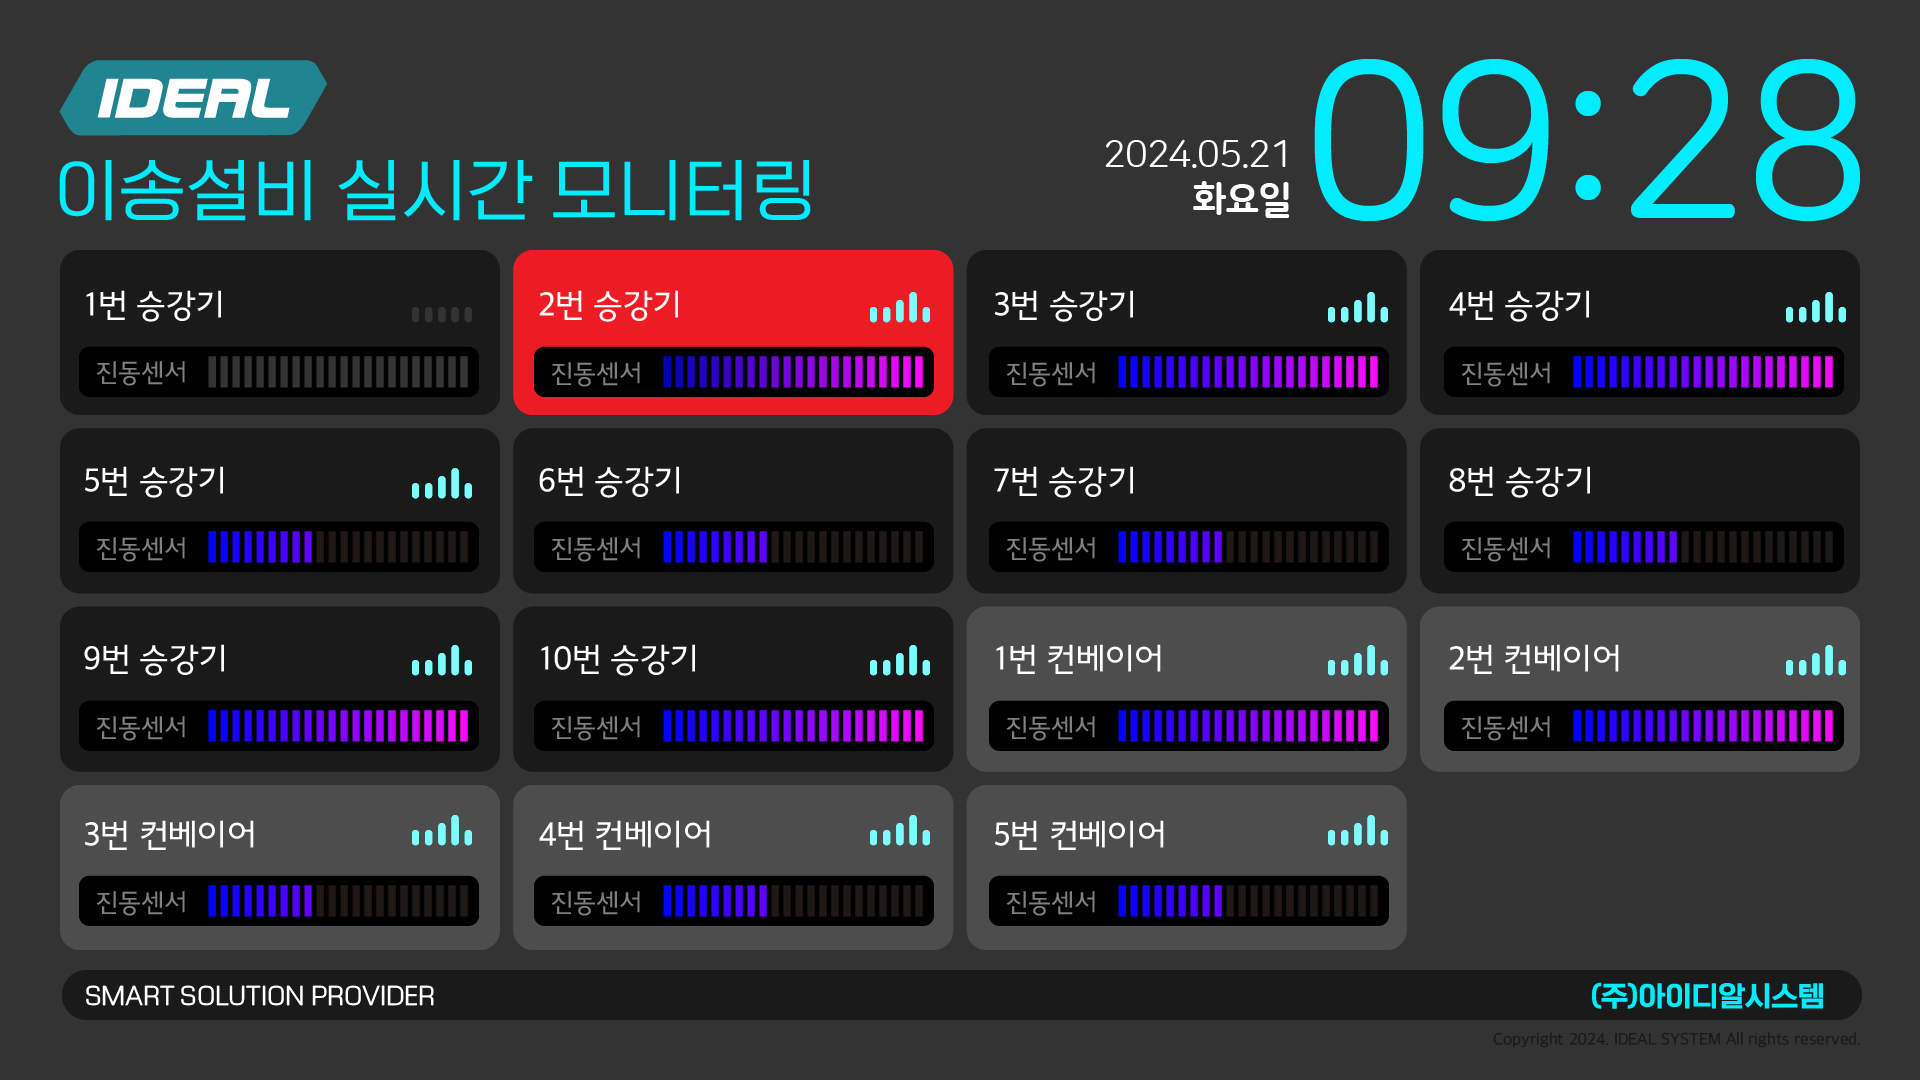 IDEAL
이송설비 실시간 모니터링
2024.05.21
화요일
09:28
1번 승강기
진동센서
2번 승강기
진동센서
3번 승강기
진동센서
4번 승강기
진동센서
5번 승강기
진동센서
6번 승강기
진동센서
7번 승강기
진동센서
8번 승강기
진동센서
9번 승강기
진동센서
10번 승강기
진동센서
1번 컨베이어
진동센서
2번 컨베이어
진동센서
3번 컨베이어
진동센서
4번 컨베이어
진동센서
5번 컨베이어
진동센서
SMART SOLUTION PROVIDER
(주)아이디알시스템
Copyright 2024. IDEAL SYSTEM All rights reserved.